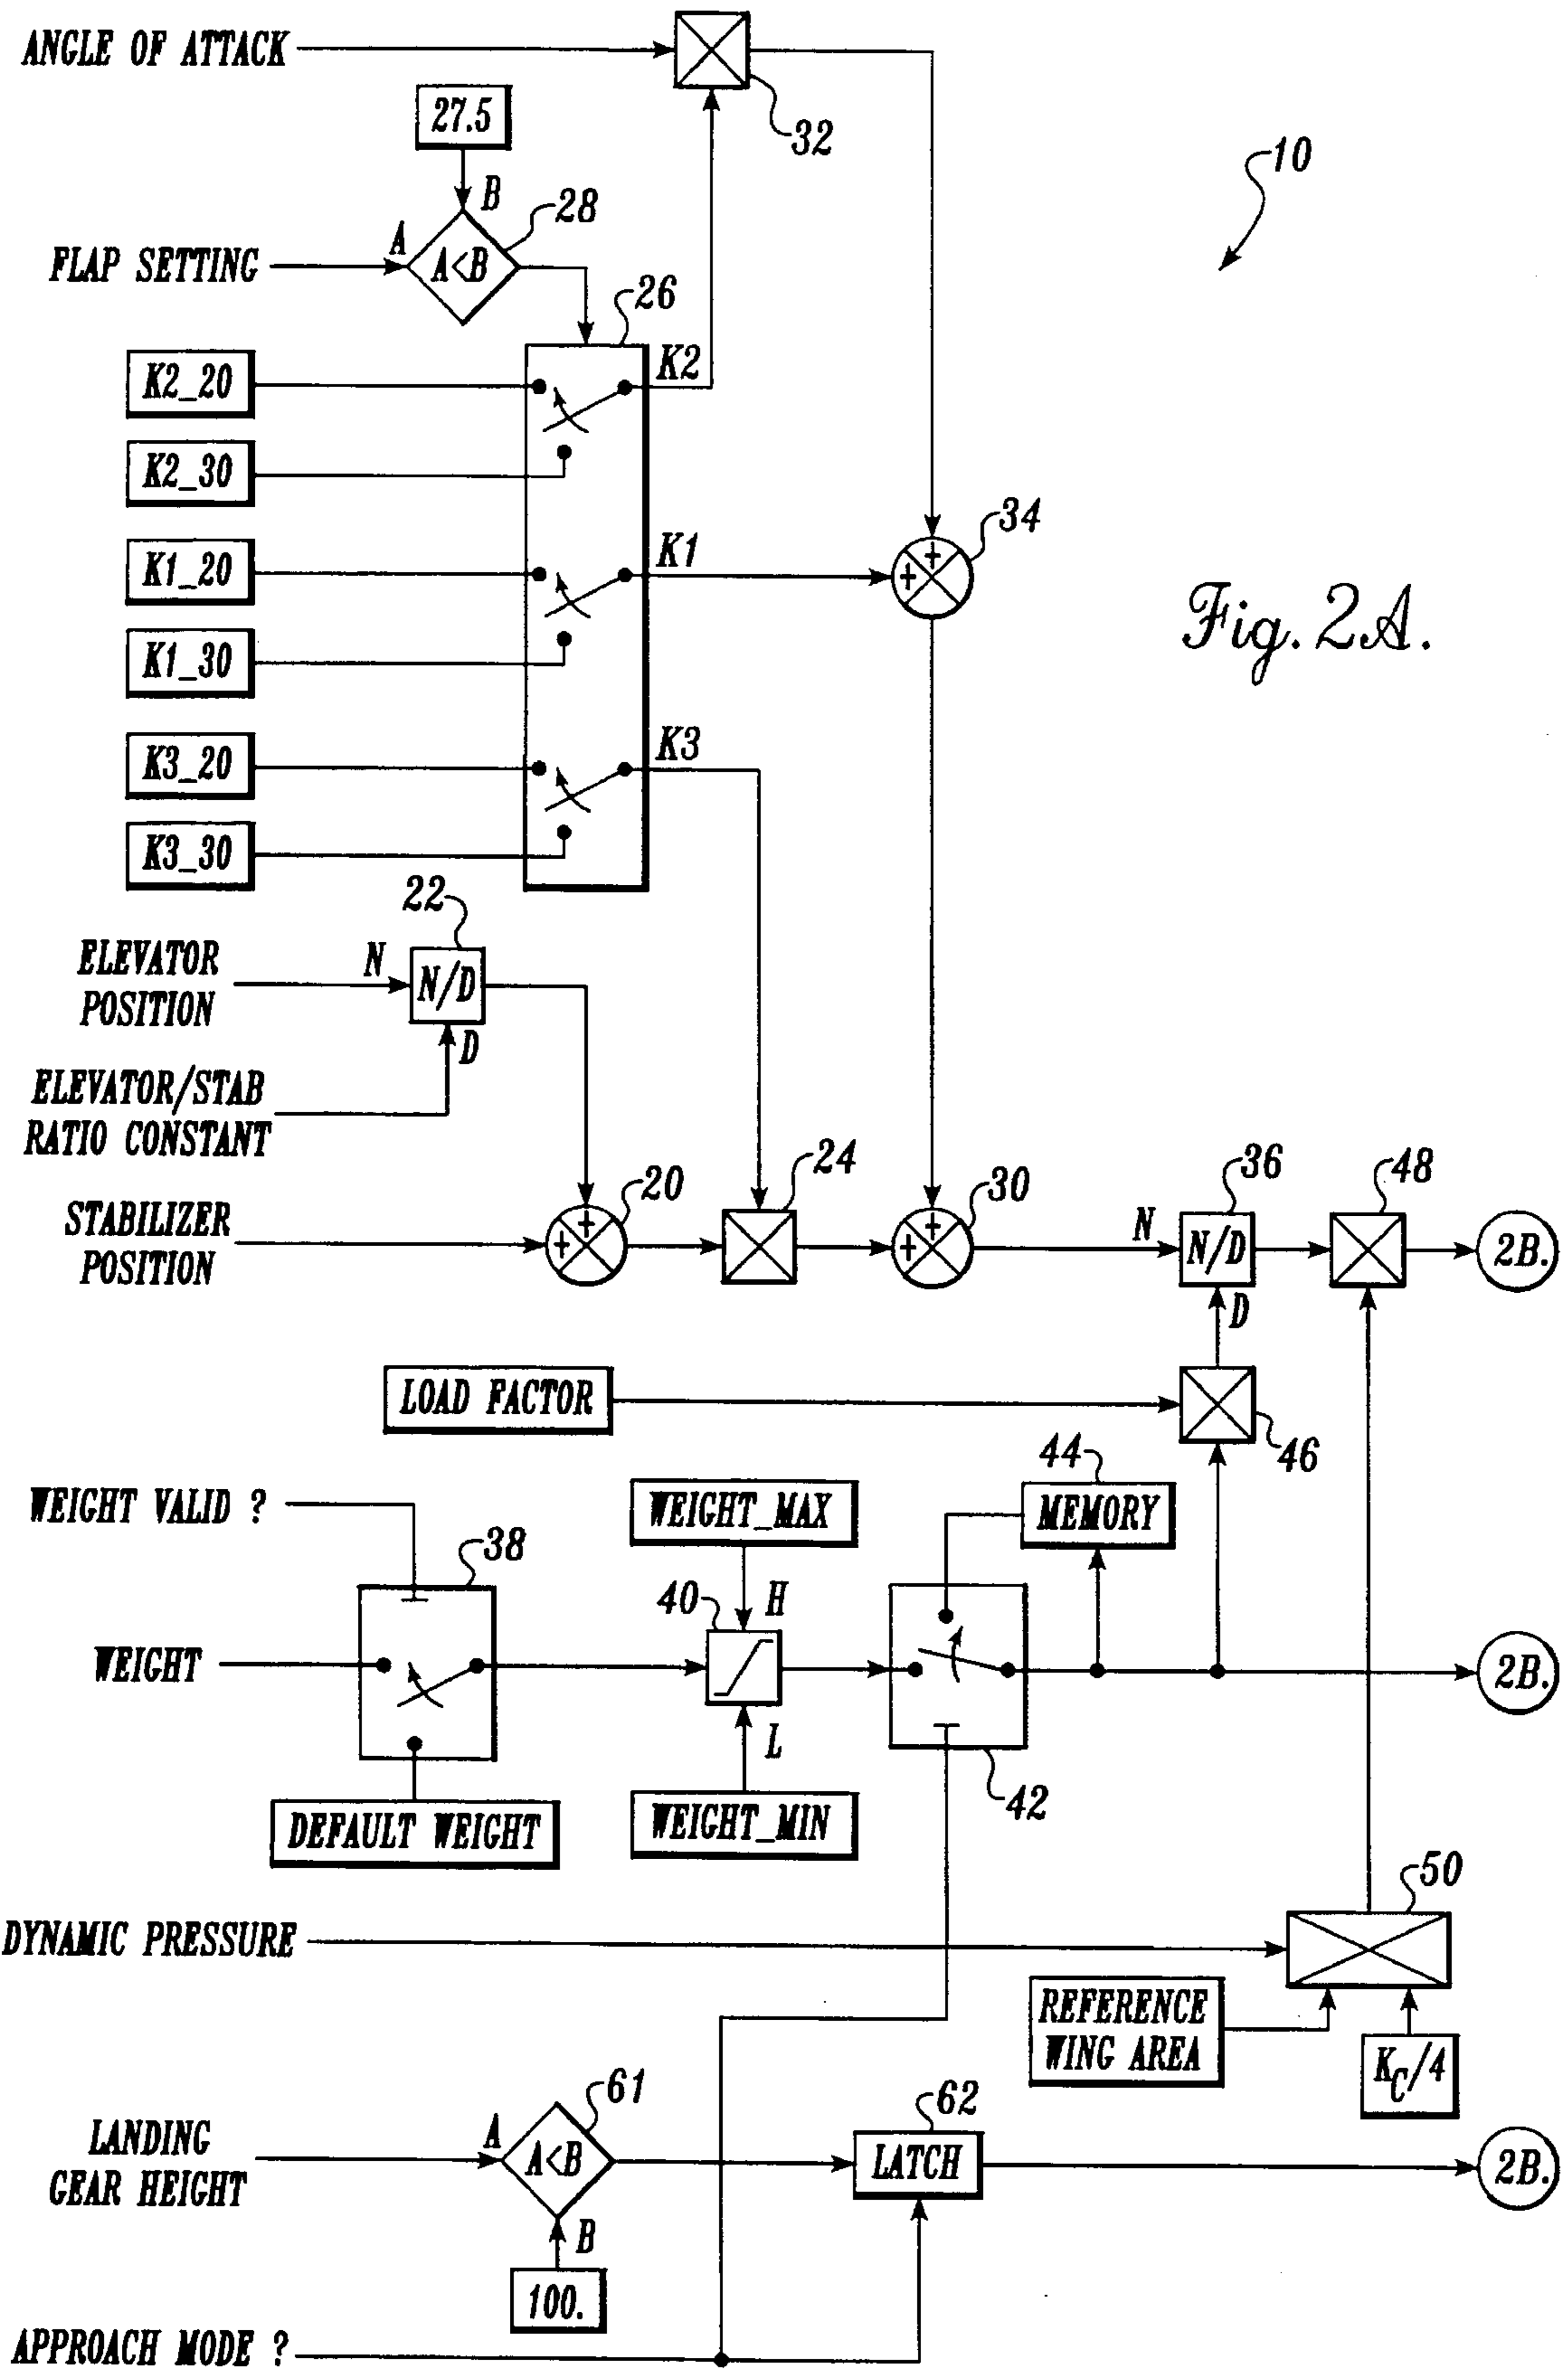 ANGLE OF ATTACK
32
27.5
B
28
10
FLAP SETTING
A
A<B
26
K2
K2_20
K2_30
34
+
K1
+
K1_20
K1_30
Fig. 2A.
K3
K3_20
K3_30
22
ELEVATOR
POSITION
N
N/D
D
ELEVATOR/STAB
RATIO CONSTANT
STABILIZER
POSITION
+
+
20
24
+
+
30
N
36
N/D
D
48
2B.
LOAD FACTOR
46
WEIGHT VALID ?
38
WEIGHT_MAX
44
MEMORY
WEIGHT
40
H
L
42
2B.
DEFAULT WEIGHT
WEIGHT_MIN
50
DYNAMIC PRESSURE
REFERENCE
WING AREA
KC/4
61
62
LANDING
GEAR HEIGHT
A
A<B
LATCH
2B.
B
100.
APPROACH MODE ?